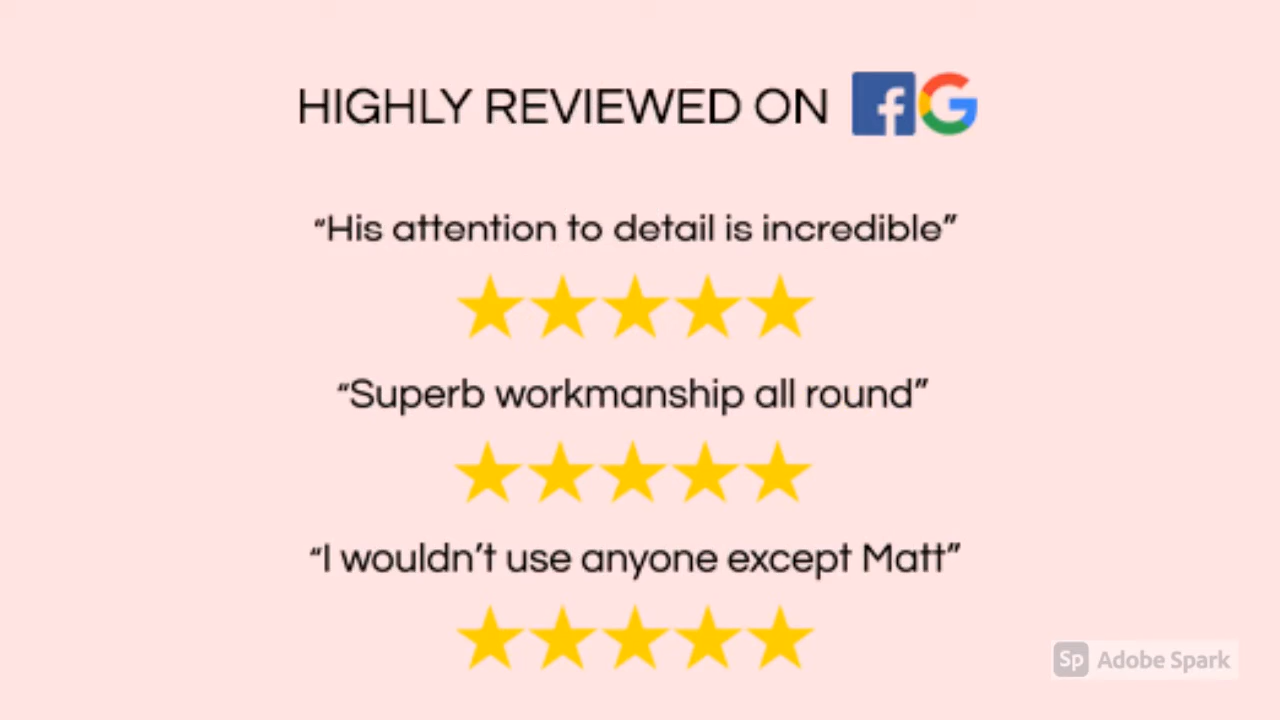 HIGHLY REVIEWED ON
“His attention to detail is incredible”
“Superb workmanship all round”
“I wouldn’t use anyone except Matt”
Sp Adobe Spark